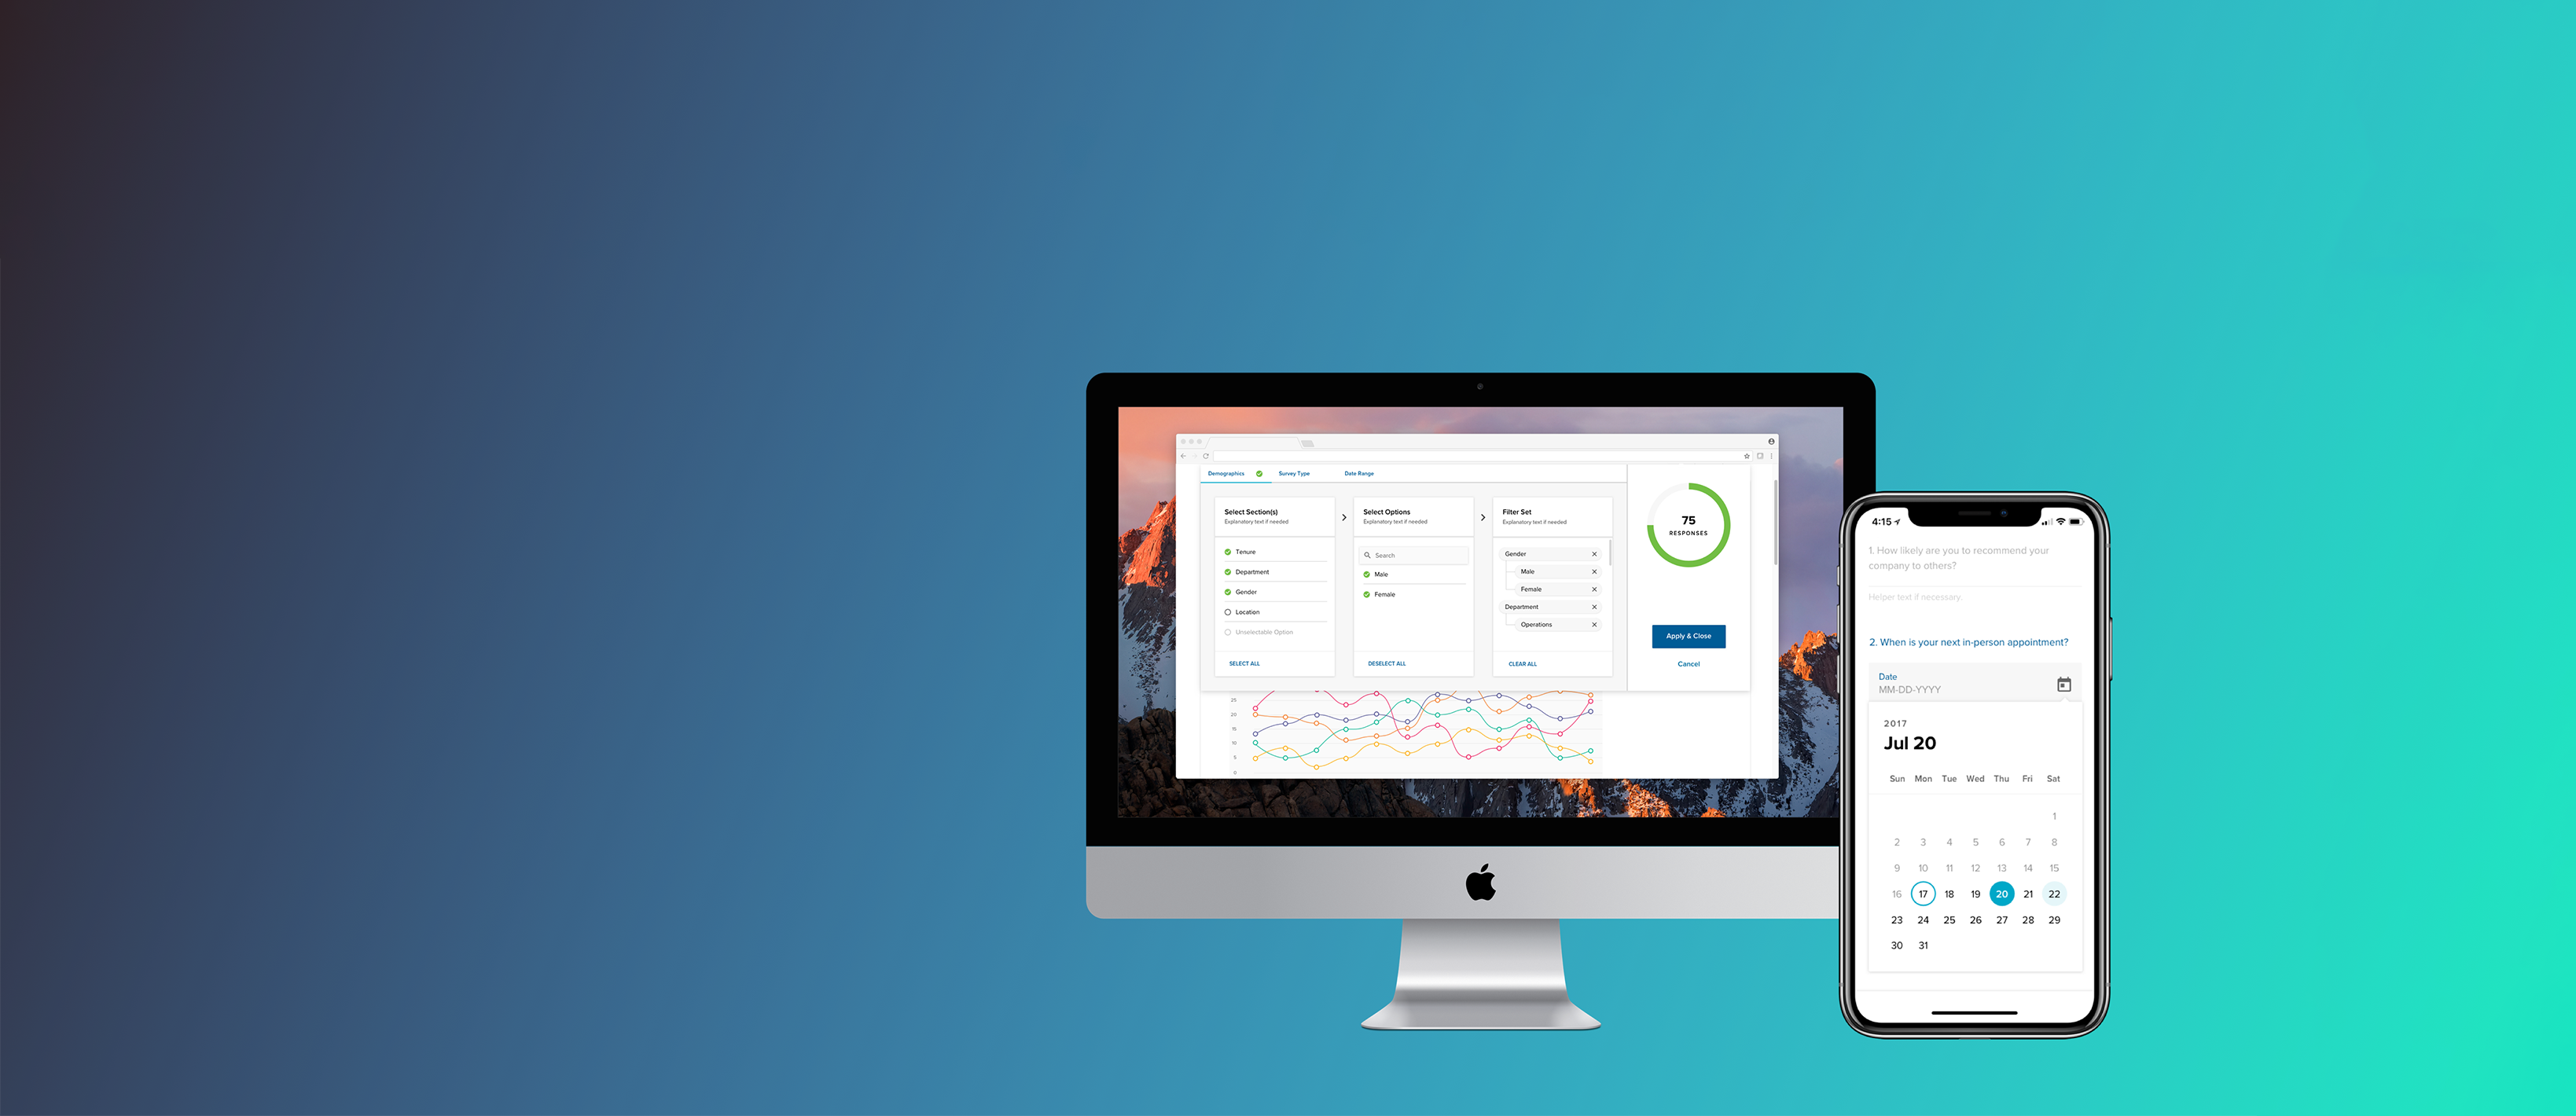 Demographics
Survey Type
Date Range
Select Section(s)
Explanatory text if needed
Tenure
Department
Gender
Location
Unselectable Option
SELECT ALL
Select Options
Explanatory text if needed
Search
Male
Female
DESELECT ALL
Filter Set
Explanatory text if needed
Gender
Male
Female
Department
Operations
CLEAR ALL
75
RESPONSES
Apply & Close
Cancel
25
20
15
10
5
0
4:15
1. How likely are you to recommend your
company to others?
Helper text if necessary.
2. When is your next in-person appointment?
Date
MM-DD-YYYY
2017
Jul 20
Sun Mon Tue Wed Thu Fri Sat
1
2 3 4 5 6 7 8
9 10 11 12 13 14 15
16 17 18 19 20 21 22
23 24 25 26 27 28 29
30 31